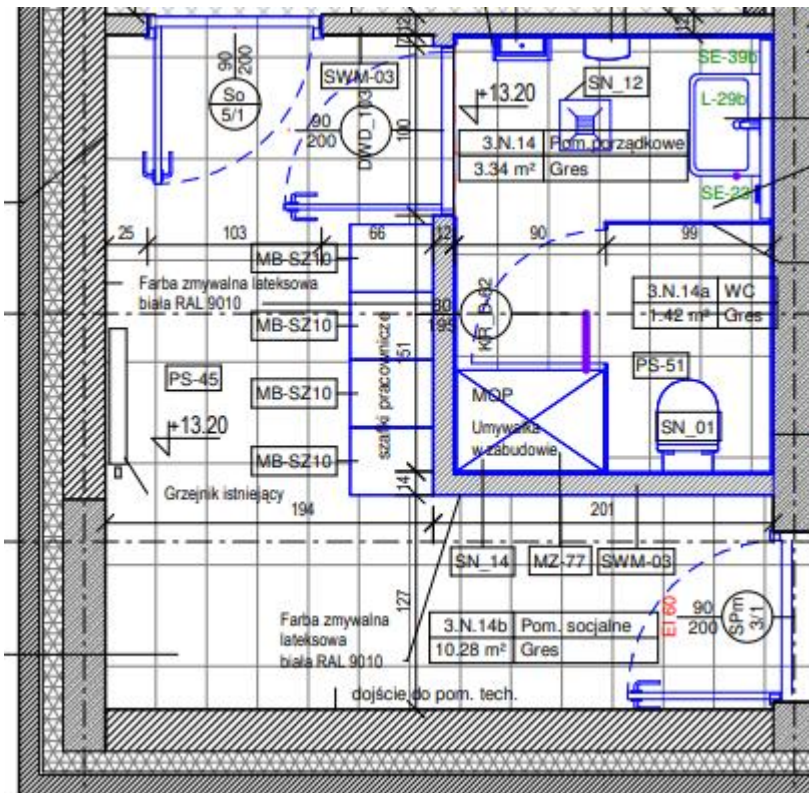 12
12
90
200
So
5/1
SWM-03
90
200
DWD_103
100
+13.20
SN_12
SE-39b
L-29b
3.N.14 Pom. porządkowe
3.34 m² Gres
SE-23
25
103
66
12
90
99
MB-SZ10
Farba zmywalna lateksowa
biała RAL 9010
80
195
3.N.14a WC
1.42 m² Gres
MB-SZ10
151
PS-51
PS-45
MB-SZ10
szafki pracownicze
MOP
Umywalka
w zabudowie
SN_01
+13.20
MB-SZ10
14
Grzejnik istniejący
194
201
SN_14
MZ-77
SWM-03
127
EI 60
90
200
SPm
3/1
Farba zmywalna
lateksowa
biała RAL 9010
3.N.14b Pom. socjalne
10.28 m² Gres
dojście do pom. tech.